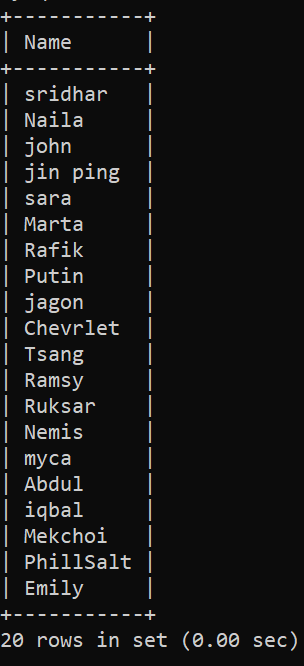 +-----------+
| Name      |
+-----------+
| sridhar   |
| Naila     |
| john      |
| jin ping  |
| sara      |
| Marta     |
| Rafik     |
| Putin     |
| jagon     |
| Chevrlet  |
| Tsang     |
| Ramsy     |
| Ruksar    |
| Nemis     |
| myca      |
| Abdul     |
| iqbal     |
| Mekchoi   |
| PhillSalt |
| Emily     |
+-----------+
20 rows in set (0.00 sec)